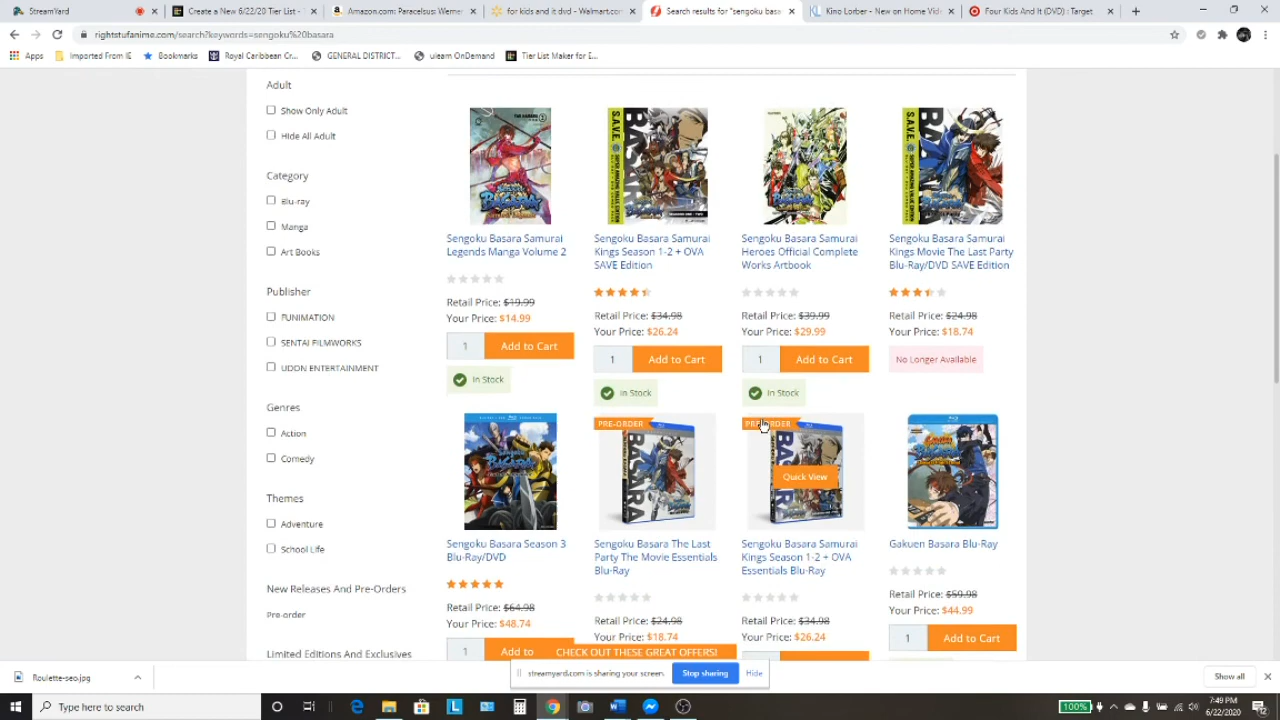 StreamYard
Create a New 6/22/20 Tier List -
Amazon.com: Paracelsus: Werner
for kids and it dvd - Walmart.com
Search results for "sengoku basa
Kino Lorber - New on Home Video
Four Kids And It (DVD) : Target
rightstufanime.com/search?keywords=sengoku%20basara
Apps
Imported From IE
Bookmarks
Royal Caribbean Cr...
GENERAL DISTRICT...
ulearn OnDemand
Tier List Maker for E...
Adult
Show Only Adult
Hide All Adult
Category
Blu-ray
Manga
Art Books
Publisher
FUNIMATION
SENTAI FILMWORKS
UDON ENTERTAINMENT
Genres
Action
Comedy
Themes
Adventure
School Life
New Releases And Pre-Orders
Pre-order
Limited Editions And Exclusives
Sengoku Basara Samurai
Legends Manga Volume 2
Retail Price: $19.99
Your Price: $14.99
1
Add to Cart
In Stock
S.A.V.E.
BASARA
Sengoku Basara Samurai
Kings Season 1-2 + OVA
SAVE Edition
Retail Price: $34.98
Your Price: $26.24
1
Add to Cart
In Stock
Sengoku Basara Samurai
Heroes Official Complete
Works Artbook
Retail Price: $39.99
Your Price: $29.99
1
Add to Cart
In Stock
S.A.V.E.
BASARA
Sengoku Basara Samurai
Kings Movie The Last Party
Blu-Ray/DVD SAVE Edition
Retail Price: $24.98
Your Price: $18.74
No Longer Available
Sengoku Basara Season 3
Blu-Ray/DVD
Retail Price: $64.98
Your Price: $48.74
1
Add to
PRE-ORDER
BASARA
Sengoku Basara The Last
Party The Movie Essentials
Blu-Ray
Retail Price: $24.98
Your Price: $18.74
PRE-ORDER
Quick View
Sengoku Basara Samurai
Kings Season 1-2 + OVA
Essentials Blu-Ray
Retail Price: $34.98
Your Price: $26.24
Gakuen Basara Blu-Ray
Retail Price: $59.98
Your Price: $44.99
1
Add to Cart
CHECK OUT THESE GREAT OFFERS!
streamyard.com is sharing your screen.
Stop sharing
Hide
Roulette-seo.jpg
Show all
Type here to search
100%
7:49 PM
6/22/2020